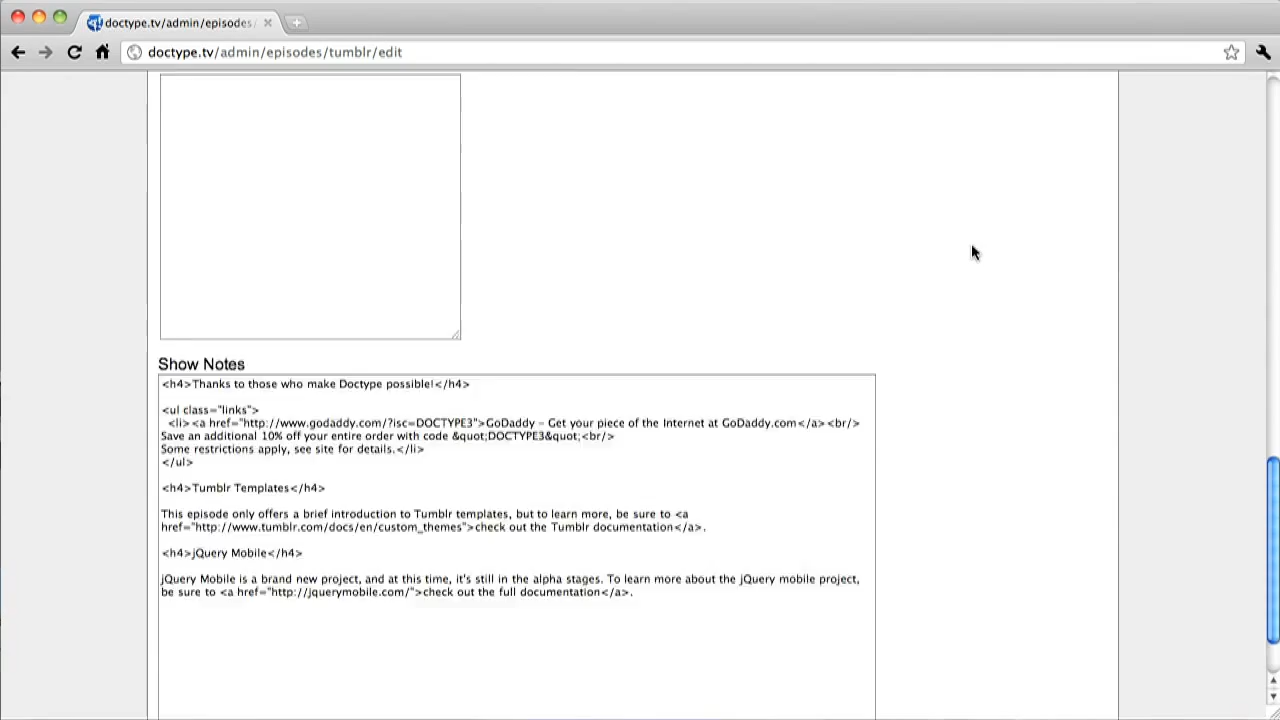 doctype.tv/admin/episodes/
doctype.tv/admin/episodes/tumblr/edit
Show Notes
<h4>Thanks to those who make Doctype possible!</h4>
<ul class="links">
<li><a href="http://www.godaddy.com/?isc=DOCTYPE3">GoDaddy - Get your piece of the Internet at GoDaddy.com</a><br/>
Save an additional 10% off your entire order with code &quot;DOCTYPE3&quot;<br/>
Some restrictions apply, see site for details.</li>
</ul>
<h4>Tumblr Templates</h4>
This episode only offers a brief introduction to Tumblr templates, but to learn more, be sure to <a
href="http://www.tumblr.com/docs/en/custom_themes">check out the Tumblr documentation</a>.
<h4>jQuery Mobile</h4>
jQuery Mobile is a brand new project, and at this time, it's still in the alpha stages. To learn more about the jQuery mobile project,
be sure to <a href="http://jquerymobile.com/">check out the full documentation</a>.